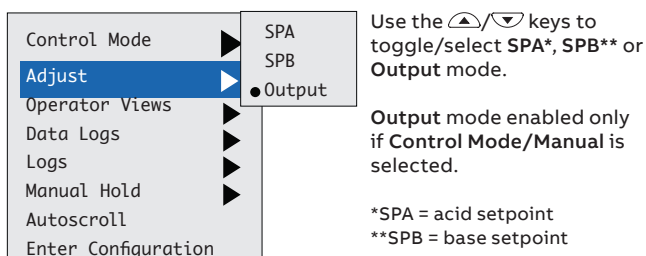 Control Mode
Adjust
Operator Views
Data Logs
Logs
Manual Hold
Autoscroll
Enter Configuration
SPA
SPB
Output
Use the / keys to
toggle/select SPA*, SPB** or
Output mode.
Output mode enabled only
if Control Mode/Manual is
selected.
*SPA = acid setpoint
**SPB = base setpoint